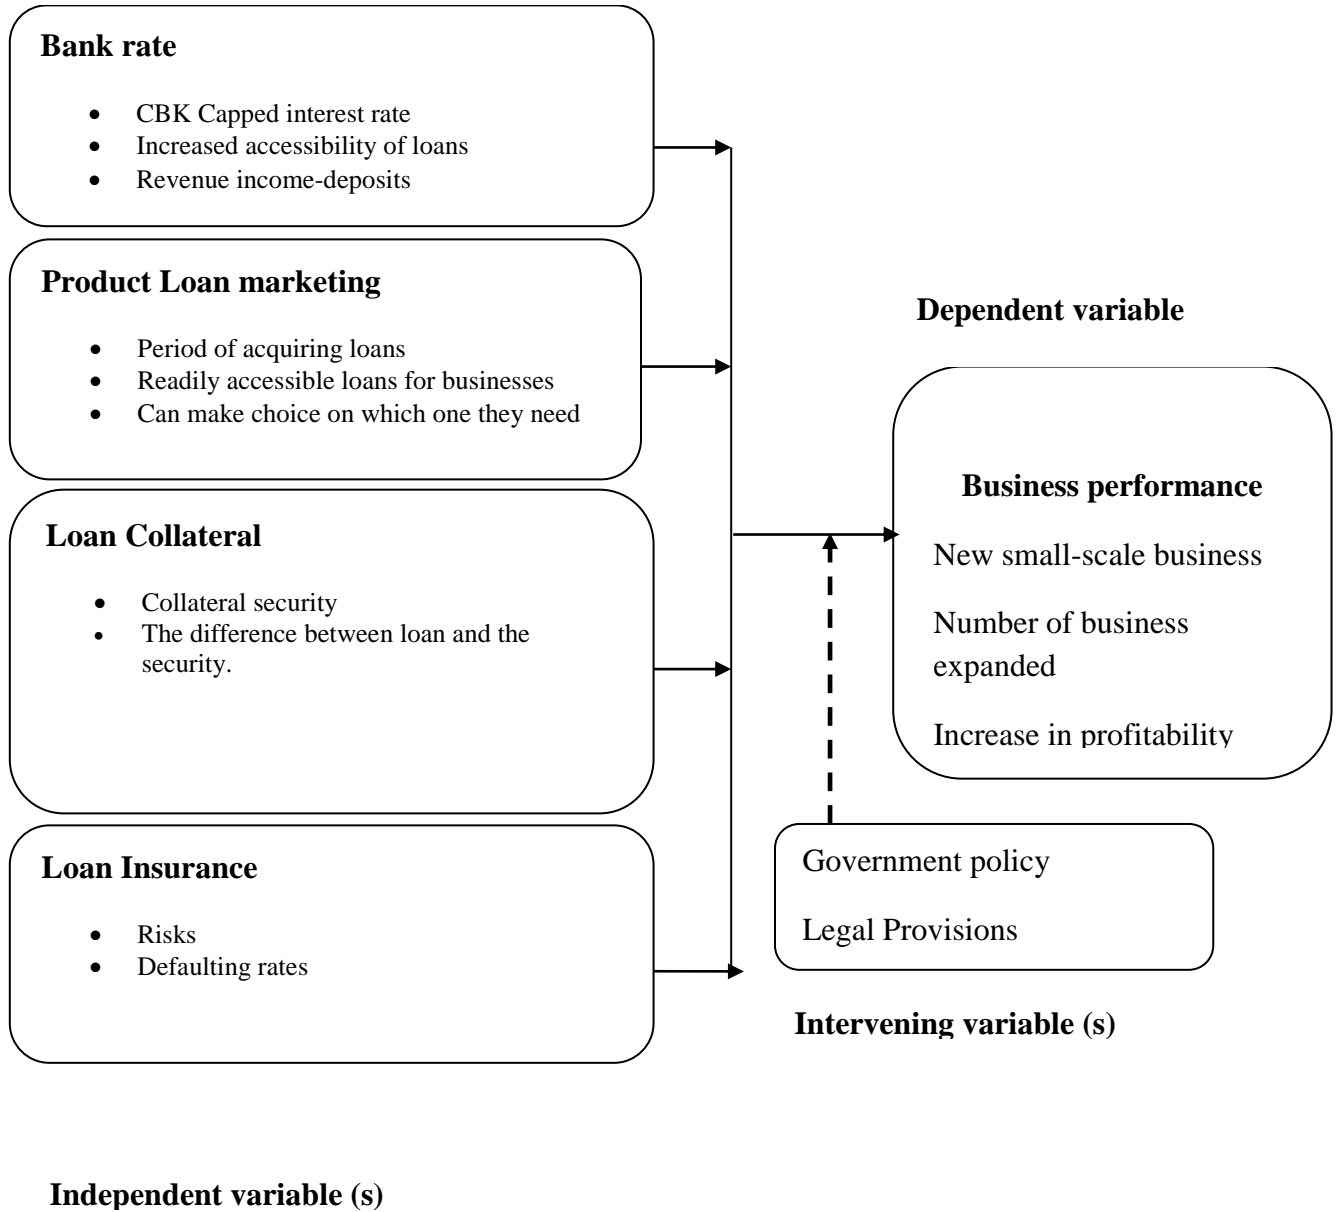 Bank rate
• CBK Capped interest rate
• Increased accessibility of loans
• Revenue income-deposits
Product Loan marketing
• Period of acquiring loans
• Readily accessible loans for businesses
• Can make choice on which one they need
Loan Collateral
• Collateral security
• The difference between loan and the
security.
Loan Insurance
• Risks
• Defaulting rates
Independent variable (s)
Dependent variable
Business performance
New small-scale business
Number of business
expanded
Increase in profitability
Government policy
Legal Provisions
Intervening variable (s)